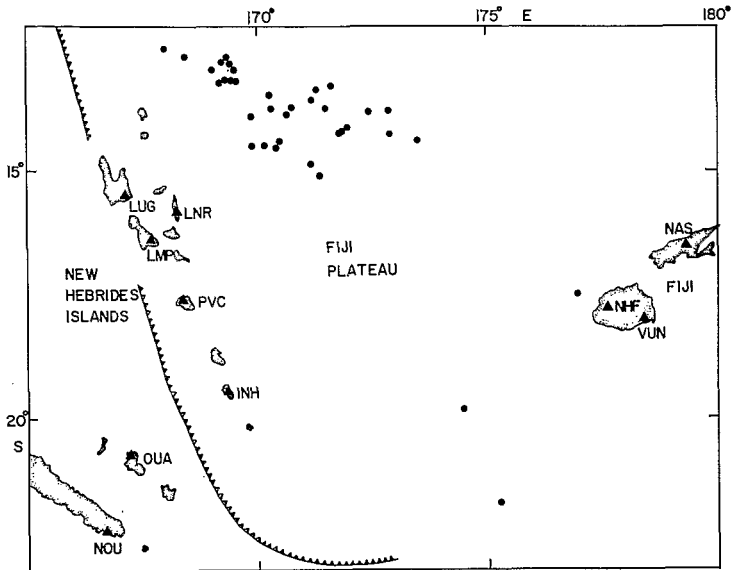 170° 175° E 180°
15°
LUG
LNR
LMP
NEW
HEBRIDES
ISLANDS
PVC
FIJI
PLATEAU
NAS
FIJI
NHF
VUN
INH
20°
S
OUA
NOU